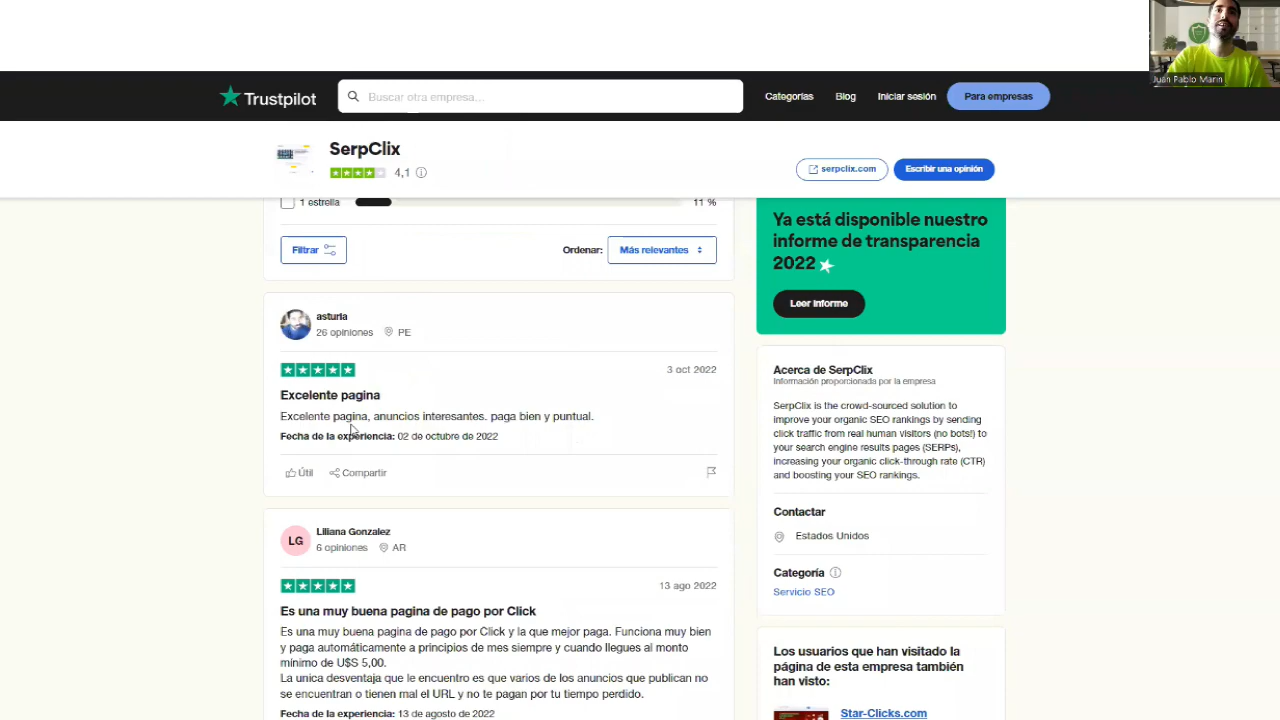 Juan Pablo Marin
Trustpilot
Buscar otra empresa...
Categorías
Blog
Iniciar sesión
Para empresas
SerpClix
4,1
serpclix.com
Escribir una opinión
1 estrella
11 %
Filtrar
Ordenar:
Más relevantes
asturia
26 opiniones
PE
3 oct 2022
Excelente pagina
Excelente pagina, anuncios interesantes. paga bien y puntual.
Fecha de la experiencia: 02 de octubre de 2022
Útil
Compartir
LG
Liliana Gonzalez
6 opiniones
AR
13 ago 2022
Es una muy buena pagina de pago por Click
Es una muy buena pagina de pago por Click y la que mejor paga. Funciona muy bien
y paga automáticamente a principios de mes siempre y cuando llegues al monto
mínimo de U$S 5,00.
La unica desventaja que le encuentro es que varios de los anuncios que publican no
se encuentran o tienen mal el URL y no te pagan por tu tiempo perdido.
Fecha de la experiencia: 13 de agosto de 2022
Ya está disponible nuestro
informe de transparencia
2022
Leer informe
Acerca de SerpClix
Información proporcionada por la empresa
SerpClix is the crowd-sourced solution to
improve your organic SEO rankings by sending
click traffic from real human visitors (no bots!) to
your search engine results pages (SERPs),
increasing your organic click-through rate (CTR)
and boosting your SEO rankings.
Contactar
Estados Unidos
Categoría
Servicio SEO
Los usuarios que han visitado la
página de esta empresa también
han visto:
Star-Clicks.com